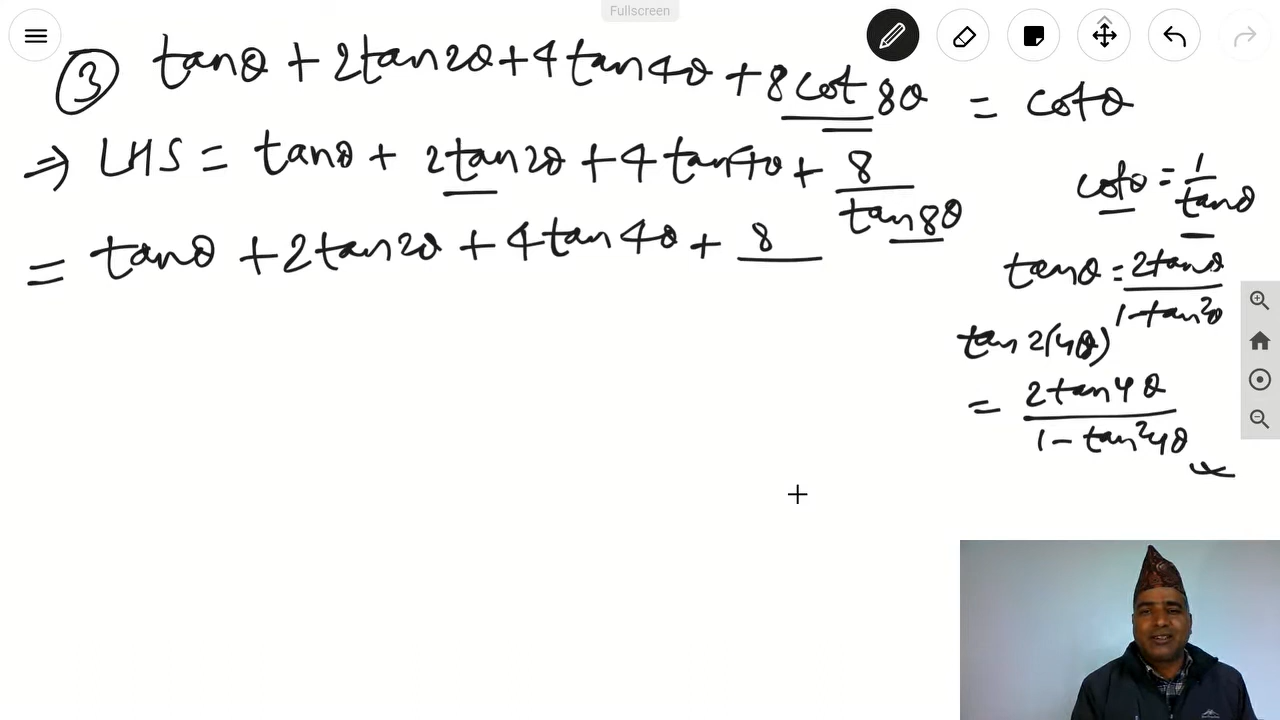 Fullscreen
③ tanθ + 2tan2θ + 4tan4θ + 8cot8θ = cotθ
⇒ LHS = tanθ + 2tan2θ + 4tan4θ + 8/tan8θ
= tanθ + 2tan2θ + 4tan4θ + 8/
cotθ = 1/tanθ
tanθ = 2tanθ/1-tan²θ
tan2(4θ)
= 2tan4θ/1-tan²4θ